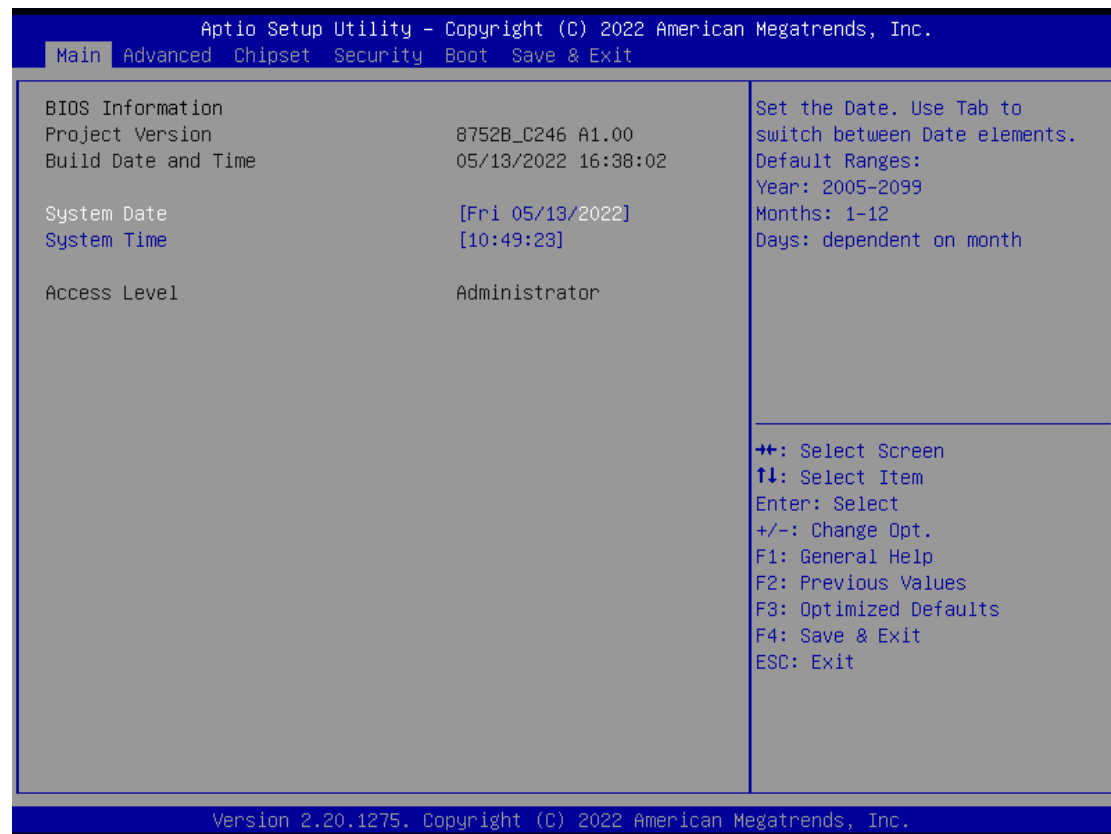 Aptio Setup Utility – Copyright (C) 2022 American Megatrends, Inc.
Main Advanced Chipset Security Boot Save & Exit
BIOS Information
Project Version 8752B_C246 A1.00
Build Date and Time 05/13/2022 16:38:02
System Date [Fri 05/13/2022]
System Time [10:49:23]
Access Level Administrator
Set the Date. Use Tab to
switch between Date elements.
Default Ranges:
Year: 2005-2099
Months: 1-12
Days: dependent on month
→←: Select Screen
↑↓: Select Item
Enter: Select
+/-: Change Opt.
F1: General Help
F2: Previous Values
F3: Optimized Defaults
F4: Save & Exit
ESC: Exit
Version 2.20.1275. Copyright (C) 2022 American Megatrends, Inc.